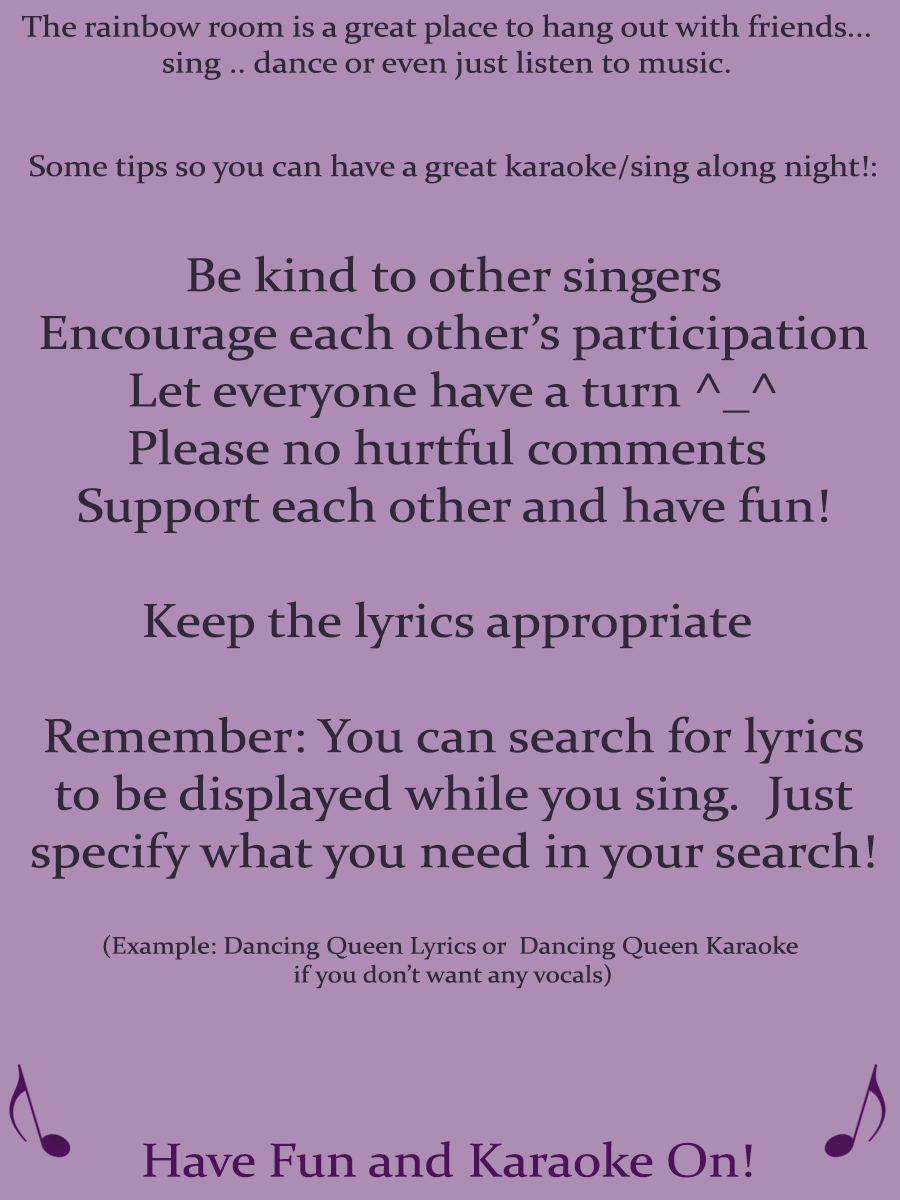 The rainbow room is a great place to hang out with friends...
sing .. dance or even just listen to music.
Some tips so you can have a great karaoke/sing along night!:
Be kind to other singers
Encourage each other’s participation
Let everyone have a turn ^_^
Please no hurtful comments
Support each other and have fun!
Keep the lyrics appropriate
Remember: You can search for lyrics
to be displayed while you sing.  Just
specify what you need in your search!
(Example: Dancing Queen Lyrics or  Dancing Queen Karaoke
if you don’t want any vocals)
Have Fun and Karaoke On!